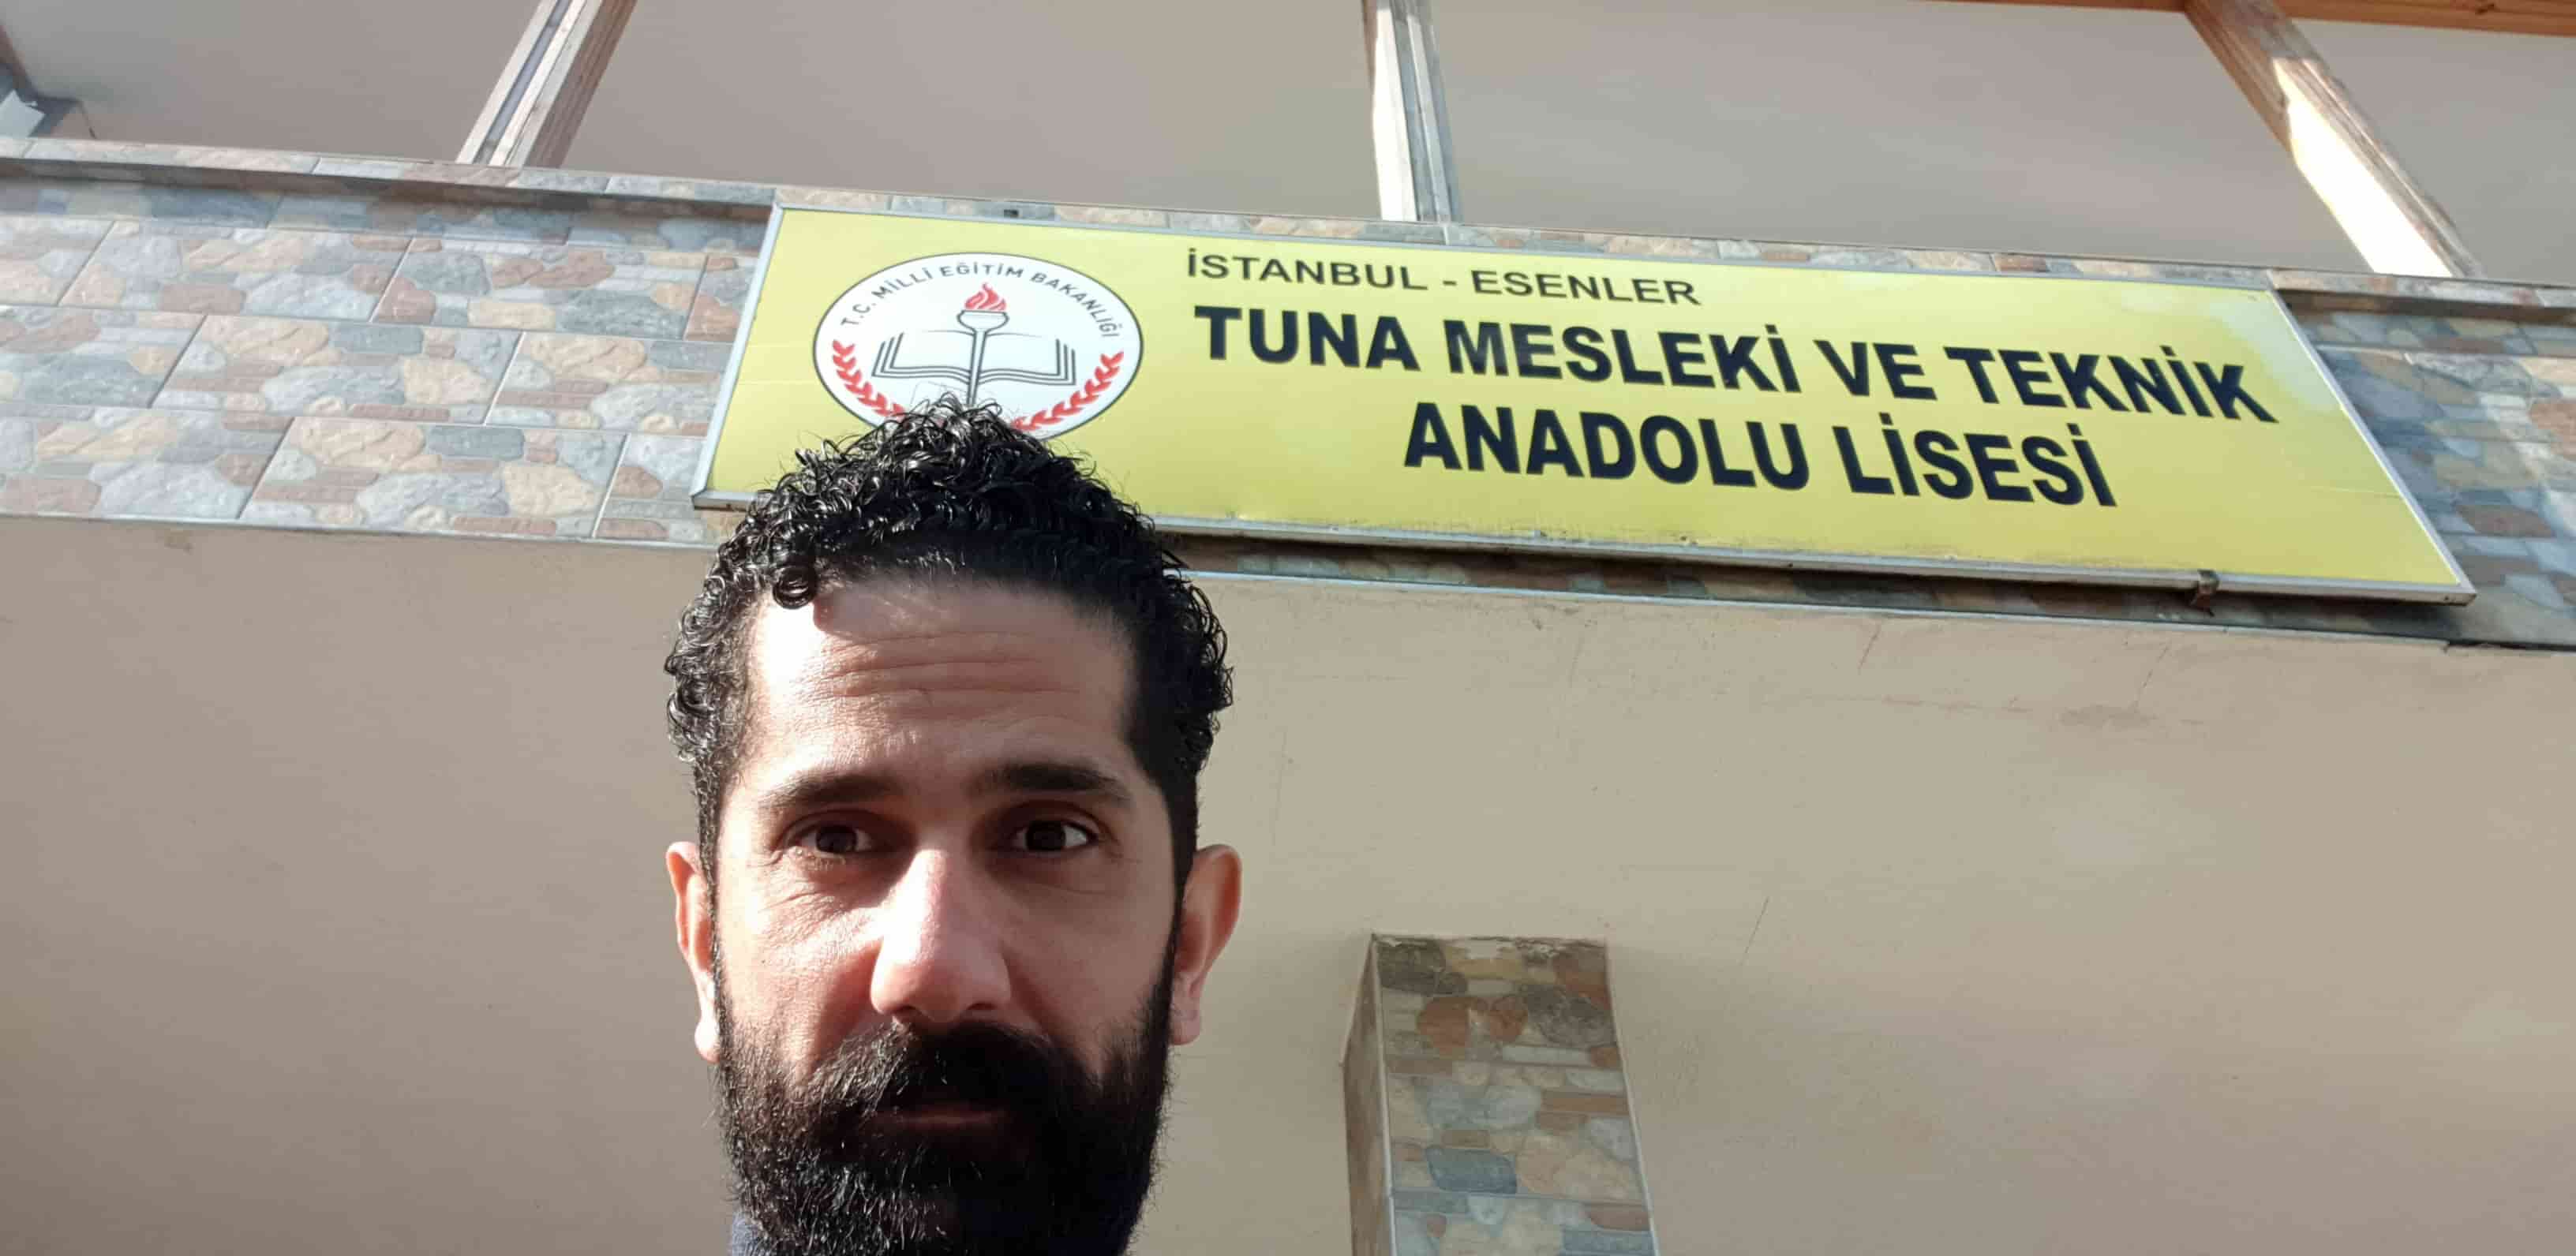 T.C. MİLLİ EĞİTİM BAKANLIĞI
İSTANBUL - ESENLER
TUNA MESLEKİ VE TEKNİK
ANADOLU LİSESİ